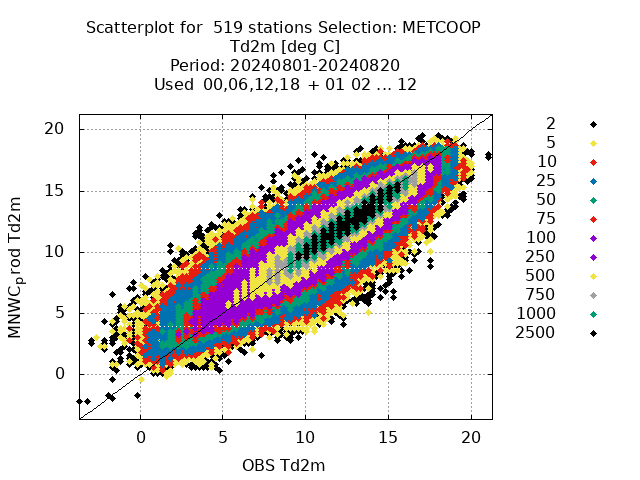 Scatterplot for  519 stations Selection: METCOOP
Td2m [deg C]
Period: 20240801-20240820
Used  00,06,12,18 + 01 02 ... 12
20
15
10
5
0
0 5 10 15 20
MNWCprod Td2m
OBS Td2m
2
5
10
25
50
75
100
250
500
750
1000
2500